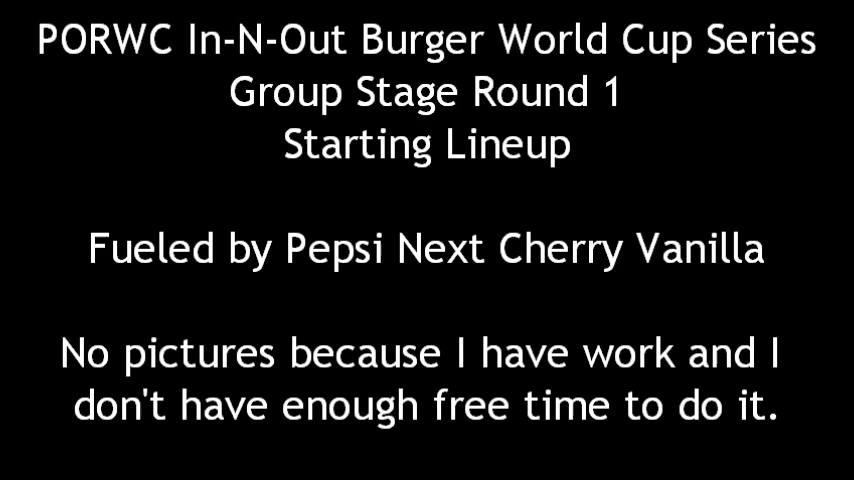 PORWC In-N-Out Burger World Cup Series
Group Stage Round 1
Starting Lineup
Fueled by Pepsi Next Cherry Vanilla
No pictures because I have work and I
don't have enough free time to do it.